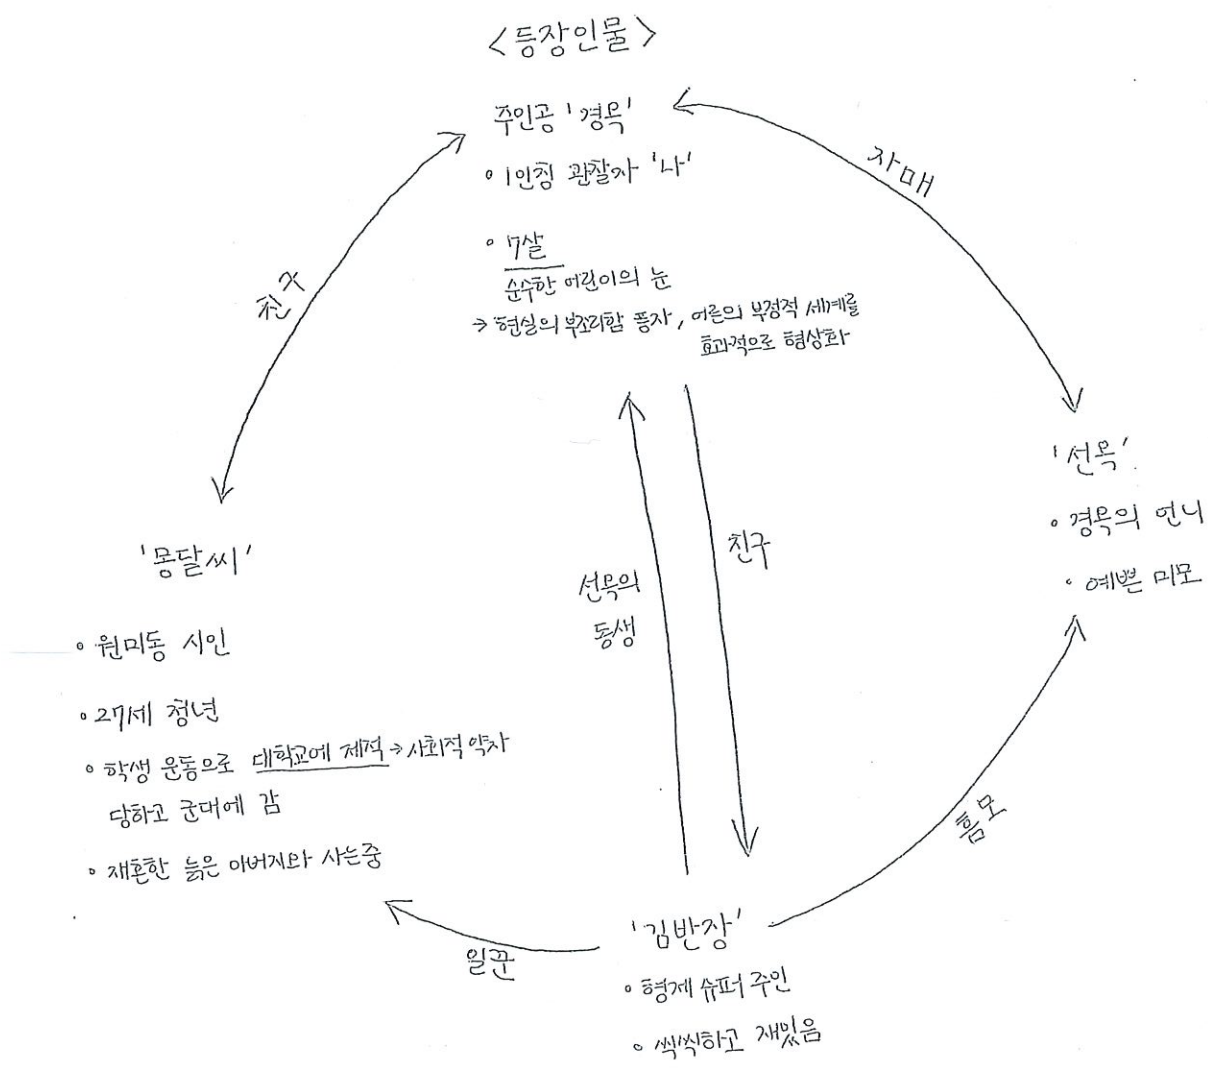 <등장인물>
주인공 '경옥'
◦ 1인칭 관찰자 '나'
◦ 7살
순수한 어린이의 눈
→ 현실의 부조리함 풍자, 어른의 부정적 세계를
효과적으로 형상화
자매
친구
'선옥'
◦ 경옥의 언니
◦ 예쁜 미모
친구
선옥의
동생
'몽달씨'
◦ 원미동 시인
◦ 27세 청년
◦ 학생 운동으로 대학교에 제적 → 사회적 약자
당하고 군대에 감
◦ 재혼한 늙은 아버지와 사는중
흠모
일꾼
'김반장'
◦ 형제 슈퍼 주인
◦ 씩씩하고 재밌음